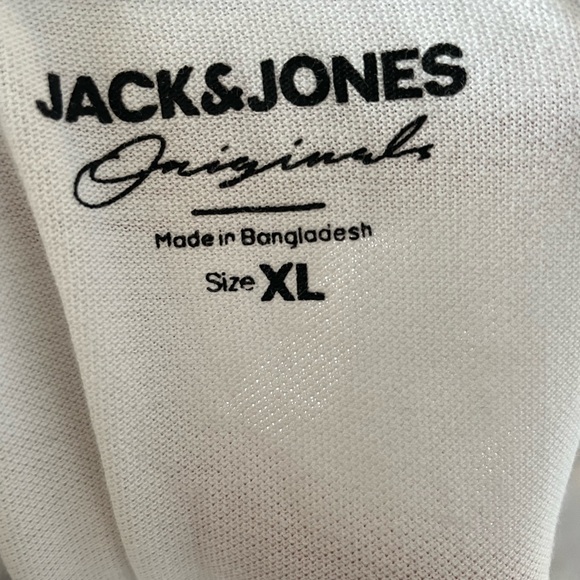 JACK&JONES
Originals
Made in Bangladesh
Size XL